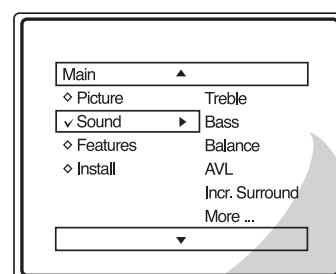 Main
Picture Treble
Sound Bass
Features Balance
Install AVL
Incr. Surround
More ...